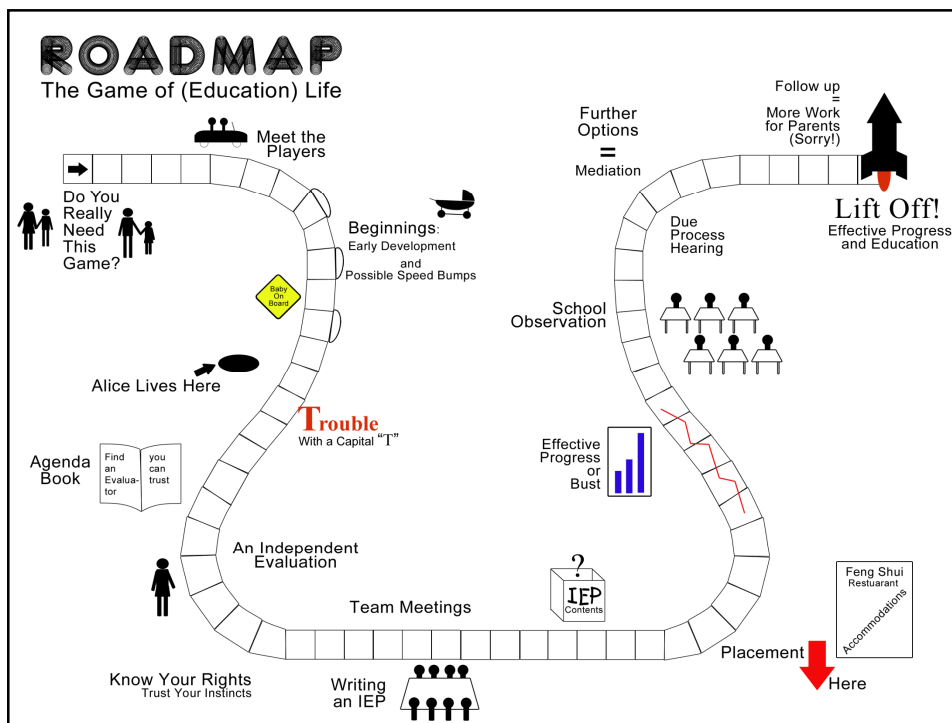 ROADMAP
The Game of (Education) Life
Meet the
Players
Do You
Really
Need
This
Game?
Beginnings:
Early Development
and
Possible Speed Bumps
Baby
On
Board
Alice Lives Here
Trouble
With a Capital “T”
Agenda
Book
Find
an
Evalua-
tor
you
can
trust
An Independent
Evaluation
Know Your Rights
Trust Your Instincts
Team Meetings
Writing
an IEP
?
IEP
Contents
Placement
Here
Feng Shui
Restuarant
Accommodations
Effective
Progress
or
Bust
School
Observation
Due
Process
Hearing
Further
Options
=
Mediation
Follow up
=
More Work
for Parents
(Sorry!)
Lift Off!
Effective Progress
and Education